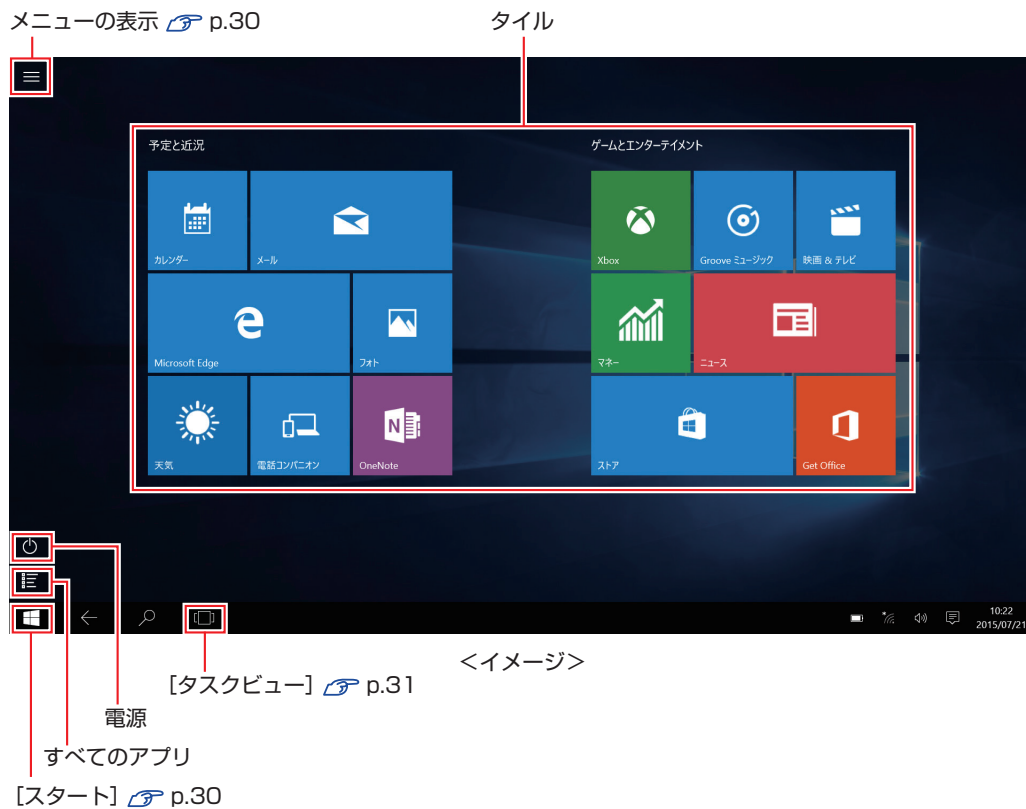 メニューの表示 p.30
タイル
予定と近況
ゲームとエンターテイメント
カレンダー
メール
Xbox
Groove ミュージック
映画 & テレビ
Microsoft Edge
フォト
マネー
ニュース
天気
電話コンパニオン
OneNote
ストア
Get Office
10:22
2015/07/21
＜イメージ＞
[タスクビュー] p.31
電源
すべてのアプリ
[スタート] p.30